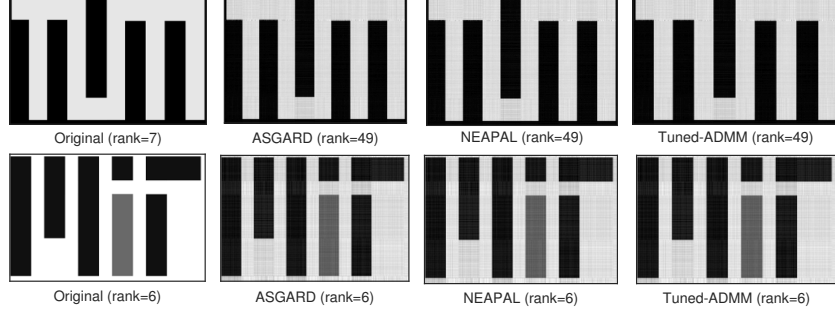 Original (rank=7) ASGARD (rank=49) NEAPAL (rank=49) Tuned-ADMM (rank=49)
Original (rank=6) ASGARD (rank=6) NEAPAL (rank=6) Tuned-ADMM (rank=6)